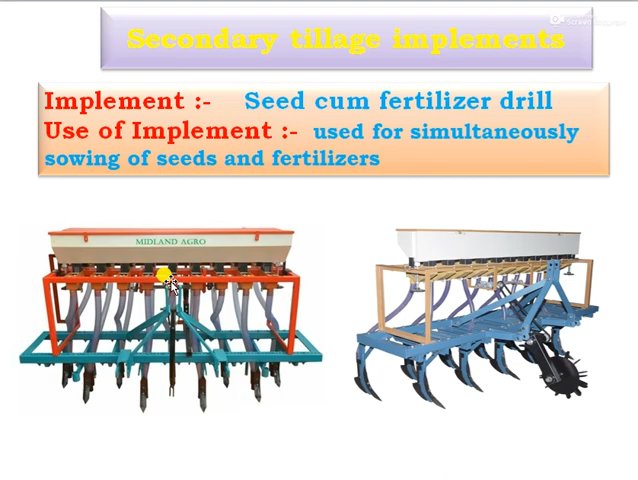 Secondary tillage implements
Implement :- Seed cum fertilizer drill
Use of Implement :- used for simultaneously
sowing of seeds and fertilizers
MIDLAND AGRO